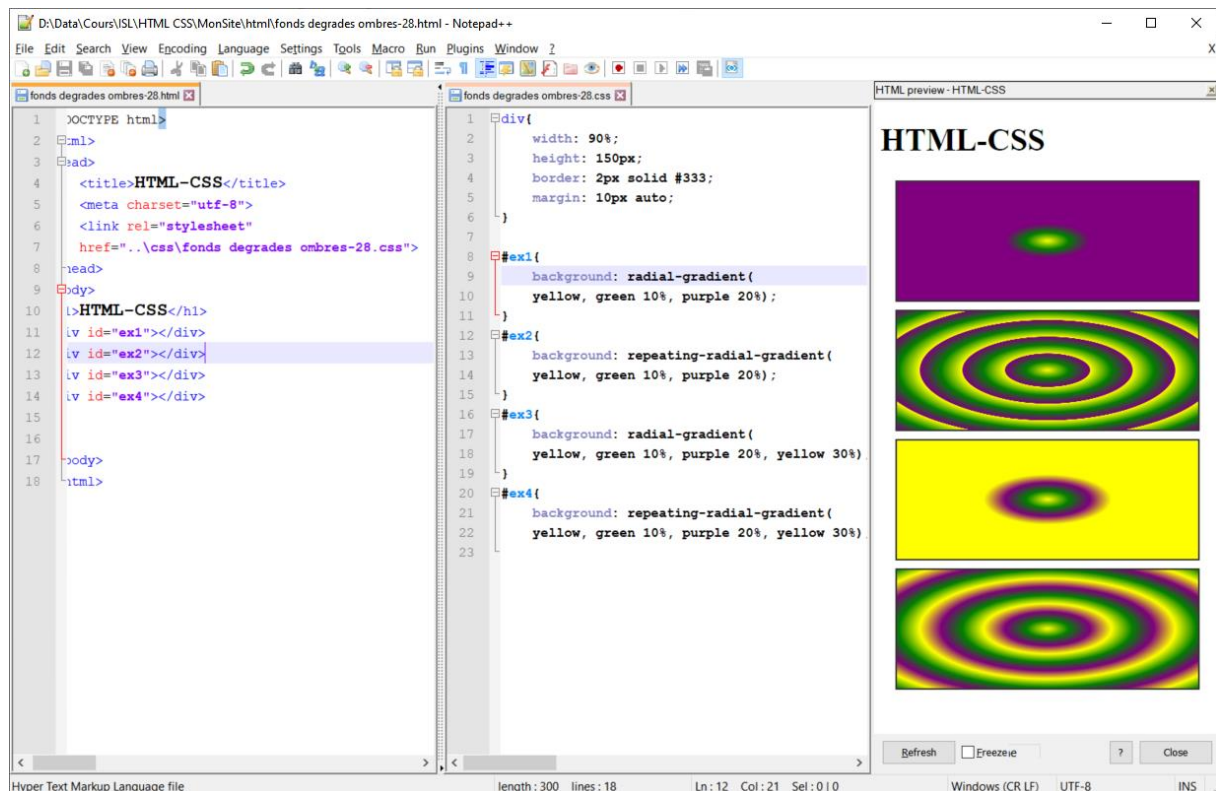 D:\Data\Cours\ISL\HTML CSS\MonSite\html\fonds degrades ombres-28.html - Notepad++
File Edit Search View Encoding Language Settings Tools Macro Run Plugins Window ? X
fonds degrades ombres-28.html
1 OCTYPE html>
2 tml>
3 ead>
4 <title>HTML-CSS</title>
5 <meta charset="utf-8">
6 <link rel="stylesheet"
7 href="..\css\fonds degrades ombres-28.css">
8 head>
9 ody>
10 1>HTML-CSS</h1>
11 iv id="ex1"></div>
12 iv id="ex2"></div>
13 iv id="ex3"></div>
14 iv id="ex4"></div>
15
16
17 body>
18 html>
fonds degrades ombres-28.css
1 div{
2 width: 90%;
3 height: 150px;
4 border: 2px solid #333;
5 margin: 10px auto;
6 }
7
8 #ex1{
9 background: radial-gradient(
10 yellow, green 10%, purple 20%);
11 }
12 #ex2{
13 background: repeating-radial-gradient(
14 yellow, green 10%, purple 20%);
15 }
16 #ex3{
17 background: radial-gradient(
18 yellow, green 10%, purple 20%, yellow 30%)
19 }
20 #ex4{
21 background: repeating-radial-gradient(
22 yellow, green 10%, purple 20%, yellow 30%)
23
HTML preview - HTML-CSS
HTML-CSS
Refresh Freeze ? Close
Hyper Text Markup Language file length : 300 lines : 18 Ln : 12 Col : 21 Sel : 0 | 0 Windows (CR LF) UTF-8 INS